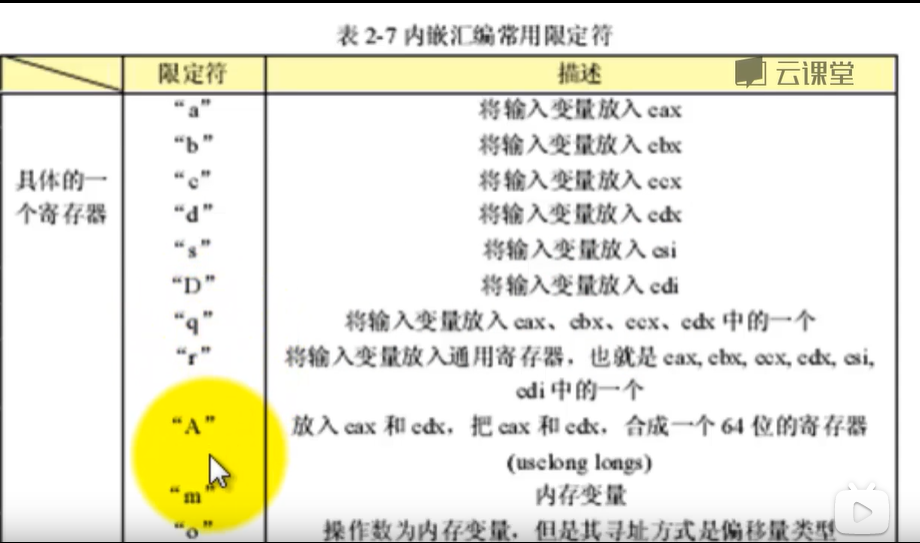 表 2-7 内嵌汇编常用限定符
限定符 描述
云课堂
“a” 将输入变量放入 eax
“b” 将输入变量放入 ebx
具体的一 “c” 将输入变量放入 ecx
个寄存器 “d” 将输入变量放入 edx
“s” 将输入变量放入 esi
“D” 将输入变量放入 edi
“q” 将输入变量放入 eax、ebx、ecx、edx 中的一个
“r” 将输入变量放入通用寄存器，也就是 eax, ebx, ecx, edx, esi,
edi 中的一个
“A” 放入 eax 和 edx，把 eax 和 edx，合成一个 64 位的寄存器
(uselong longs)
“m” 内存变量
“o” 操作数为内存变量，但是其寻址方式是偏移量类型